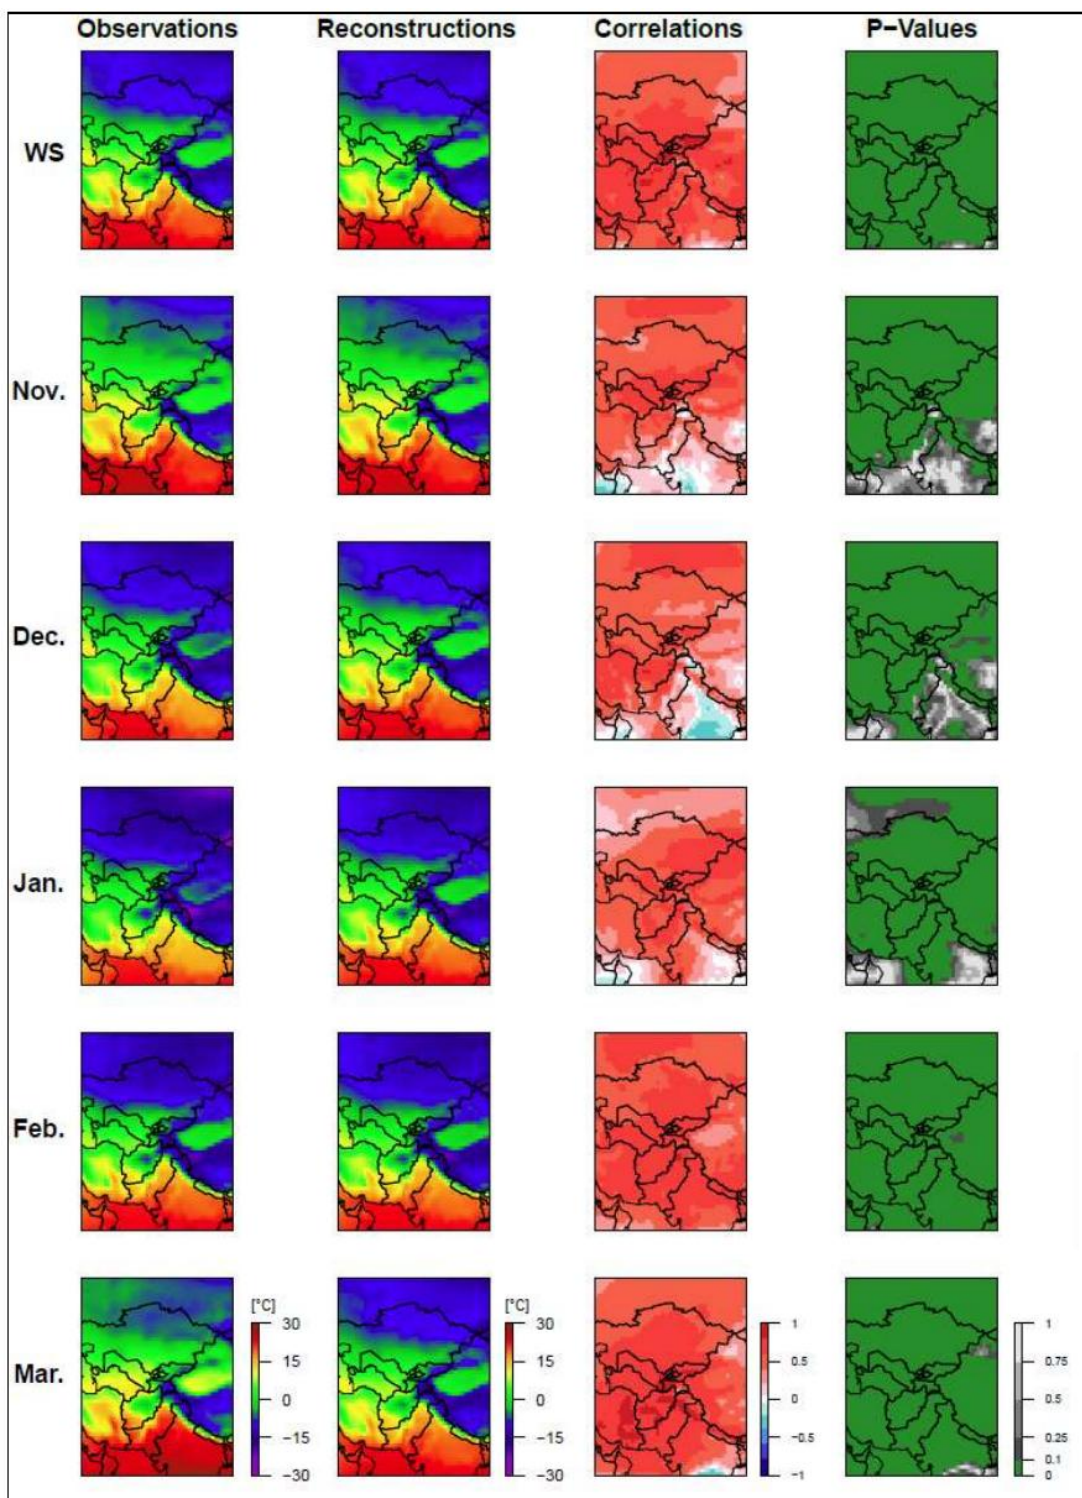 Observations Reconstructions Correlations P−Values
WS
Nov.
Dec.
Jan.
Feb.
Mar.
[°C] [°C]
30 30 1 1
15 15 0.5 0.75
0 0 0 0.5
−15 −15 −0.5 0.25
0.1
−30 −30 −1 0